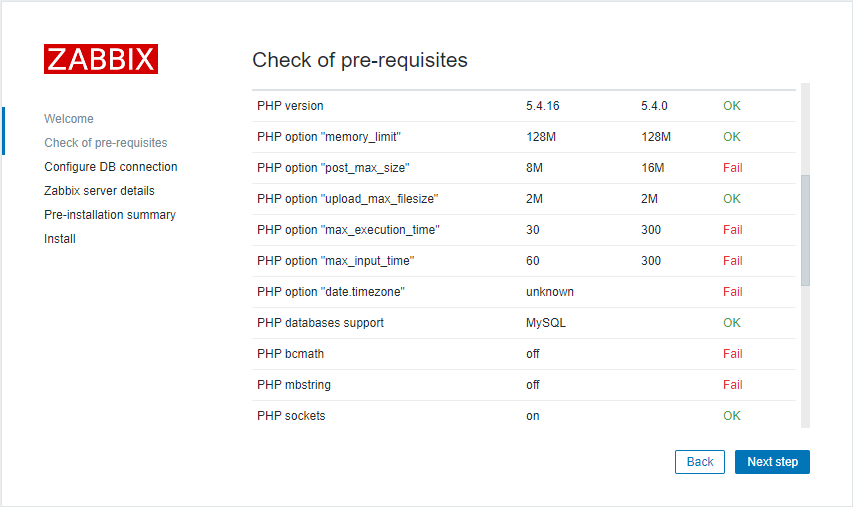 ZABBIX
Welcome
Check of pre-requisites
Configure DB connection
Zabbix server details
Pre-installation summary
Install
Check of pre-requisites
PHP version 5.4.16 5.4.0 OK
PHP option "memory_limit" 128M 128M OK
PHP option "post_max_size" 8M 16M Fail
PHP option "upload_max_filesize" 2M 2M OK
PHP option "max_execution_time" 30 300 Fail
PHP option "max_input_time" 60 300 Fail
PHP option "date.timezone" unknown Fail
PHP databases support MySQL OK
PHP bcmath off Fail
PHP mbstring off Fail
PHP sockets on OK
Back Next step